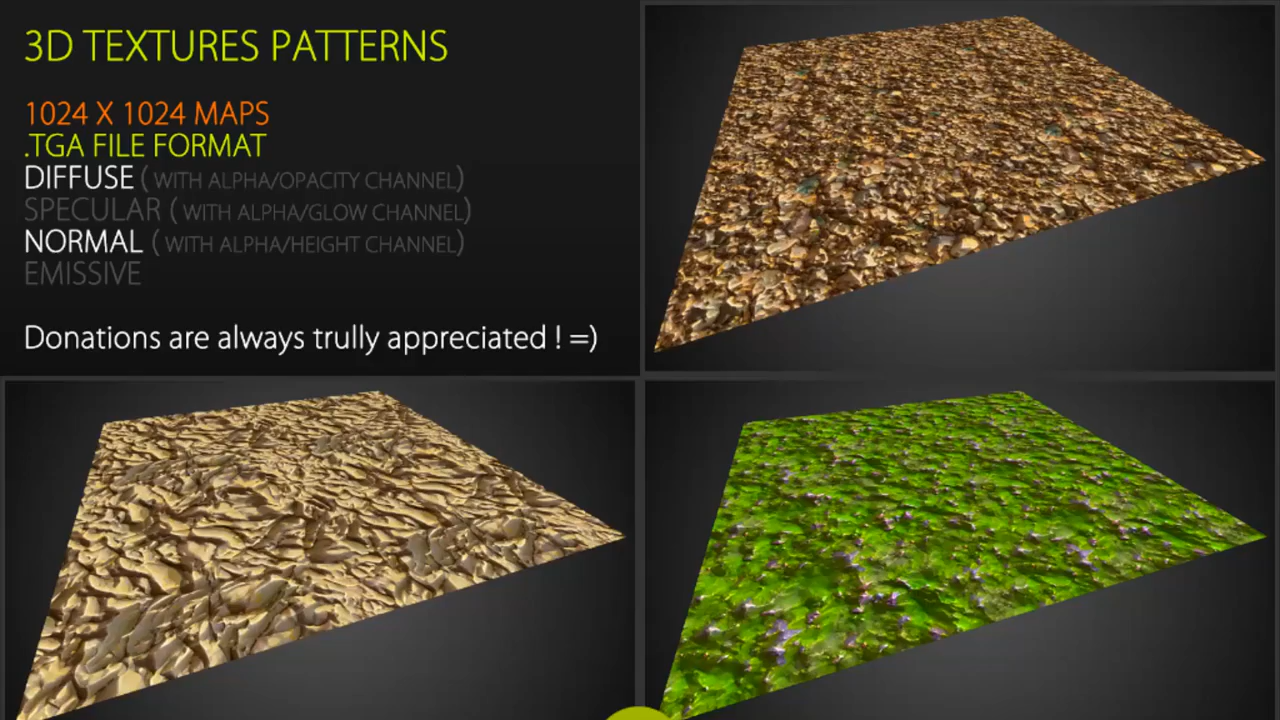 3D TEXTURES PATTERNS
1024 X 1024 MAPS
.TGA FILE FORMAT
DIFFUSE ( WITH ALPHA/OPACITY CHANNEL)
SPECULAR ( WITH ALPHA/GLOW CHANNEL)
NORMAL ( WITH ALPHA/HEIGHT CHANNEL)
EMISSIVE
Donations are always trully appreciated ! =)